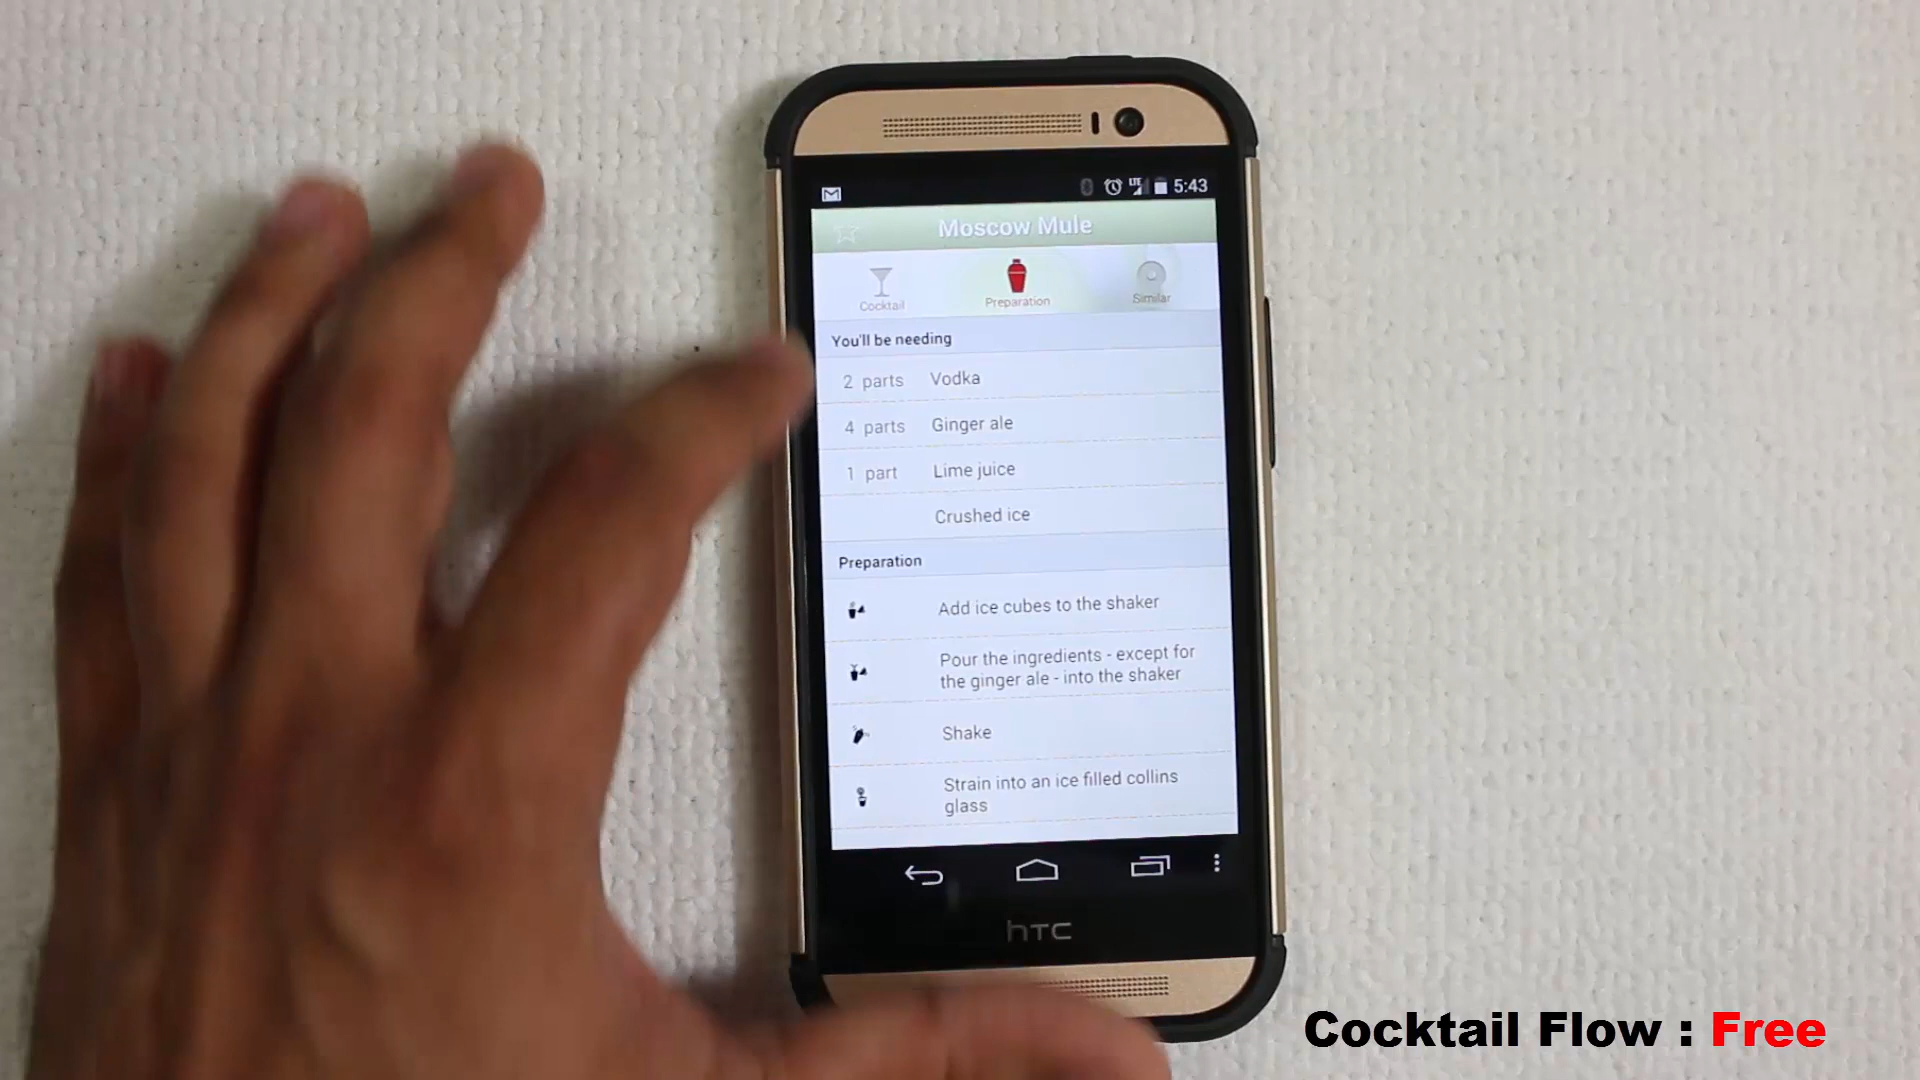 5:43
Moscow Mule
Cocktail
Preparation
Similar
You'll be needing
2 parts Vodka
4 parts Ginger ale
1 part Lime juice
Crushed ice
Preparation
Add ice cubes to the shaker
Pour the ingredients - except for
the ginger ale - into the shaker
Shake
Strain into an ice filled collins
glass
hTC
Cocktail Flow : Free